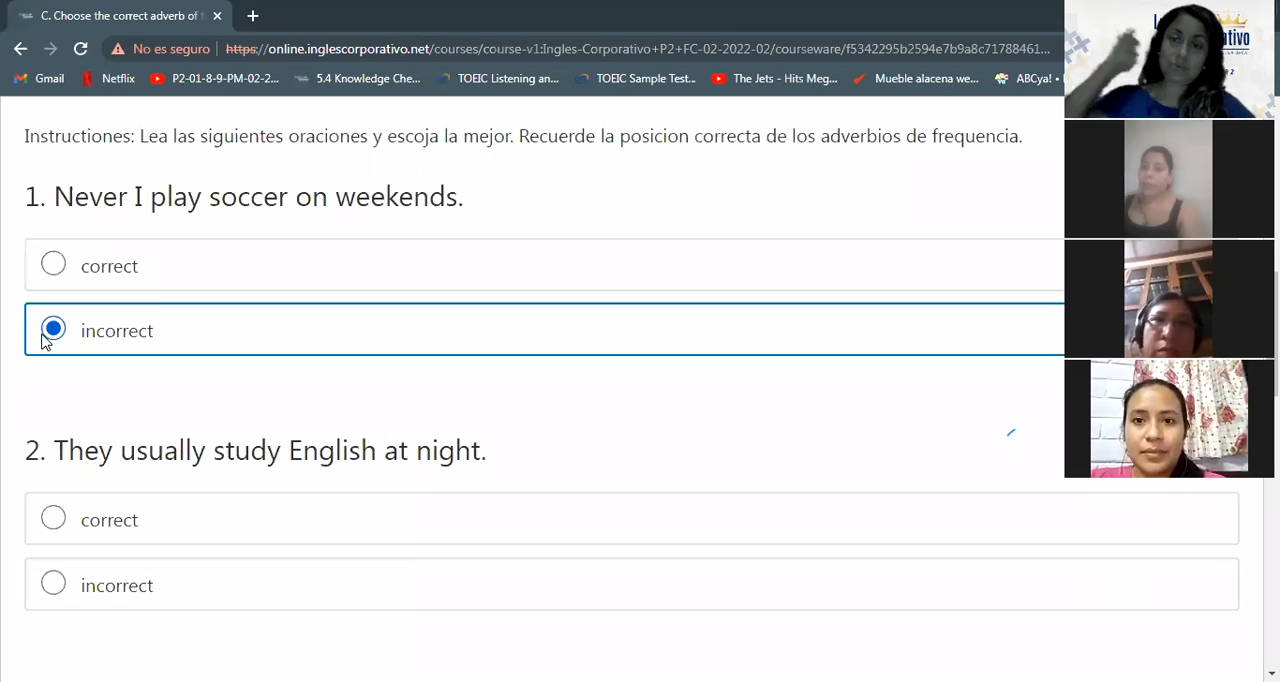 C. Choose the correct adverb of
No es seguro
https://online.inglescorporativo.net/courses/course-v1:Ingles-Corporativo+P2+FC-02-2022-02/courseware/f5342295b2594e7b9a8c71788461...
Gmail
Netflix
P2-01-8-9-PM-02-2...
5.4 Knowledge Che...
TOEIC Listening an...
TOEIC Sample Test...
The Jets - Hits Meg...
Mueble alacena we...
ABCya! •
Instructiones: Lea las siguientes oraciones y escoja la mejor. Recuerde la posicion correcta de los adverbios de frequencia.
1. Never I play soccer on weekends.
correct
incorrect
2. They usually study English at night.
correct
incorrect